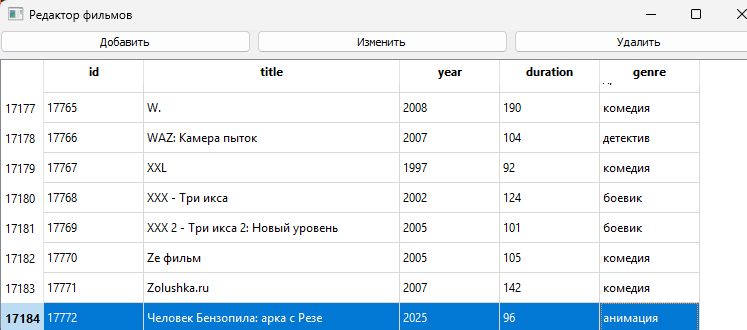 Редактор фильмов
Добавить Изменить Удалить
id title year duration genre
17177 17765 W. 2008 190 комедия
17178 17766 WAZ: Камера пыток 2007 104 детектив
17179 17767 XXL 1997 92 комедия
17180 17768 XXX - Три икса 2002 124 боевик
17181 17769 XXX 2 - Три икса 2: Новый уровень 2005 101 боевик
17182 17770 Ze фильм 2005 105 комедия
17183 17771 Zolushka.ru 2007 142 комедия
17184 17772 Человек Бензопила: арка с Резе 2025 96 анимация